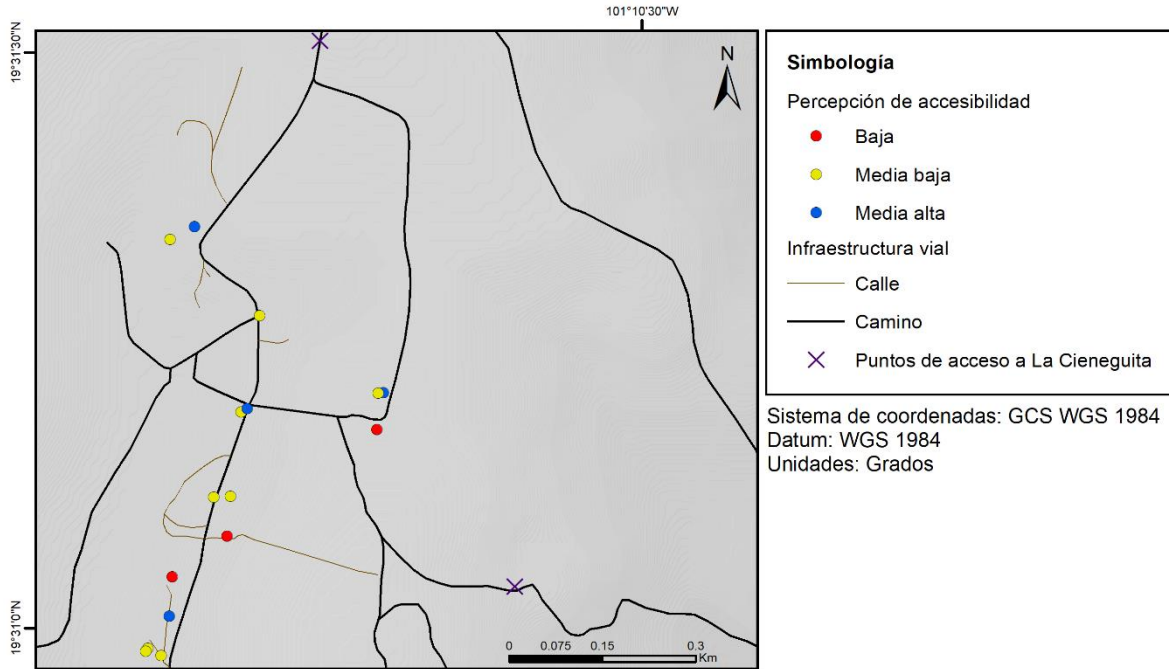 101°10'30"W
19°31'30"N
N
19°31'0"N
0 0.075 0.15 0.3
Km
Simbología
Percepción de accesibilidad
Baja
Media baja
Media alta
Infraestructura vial
Calle
Camino
Puntos de acceso a La Cieneguita
Sistema de coordenadas: GCS WGS 1984
Datum: WGS 1984
Unidades: Grados